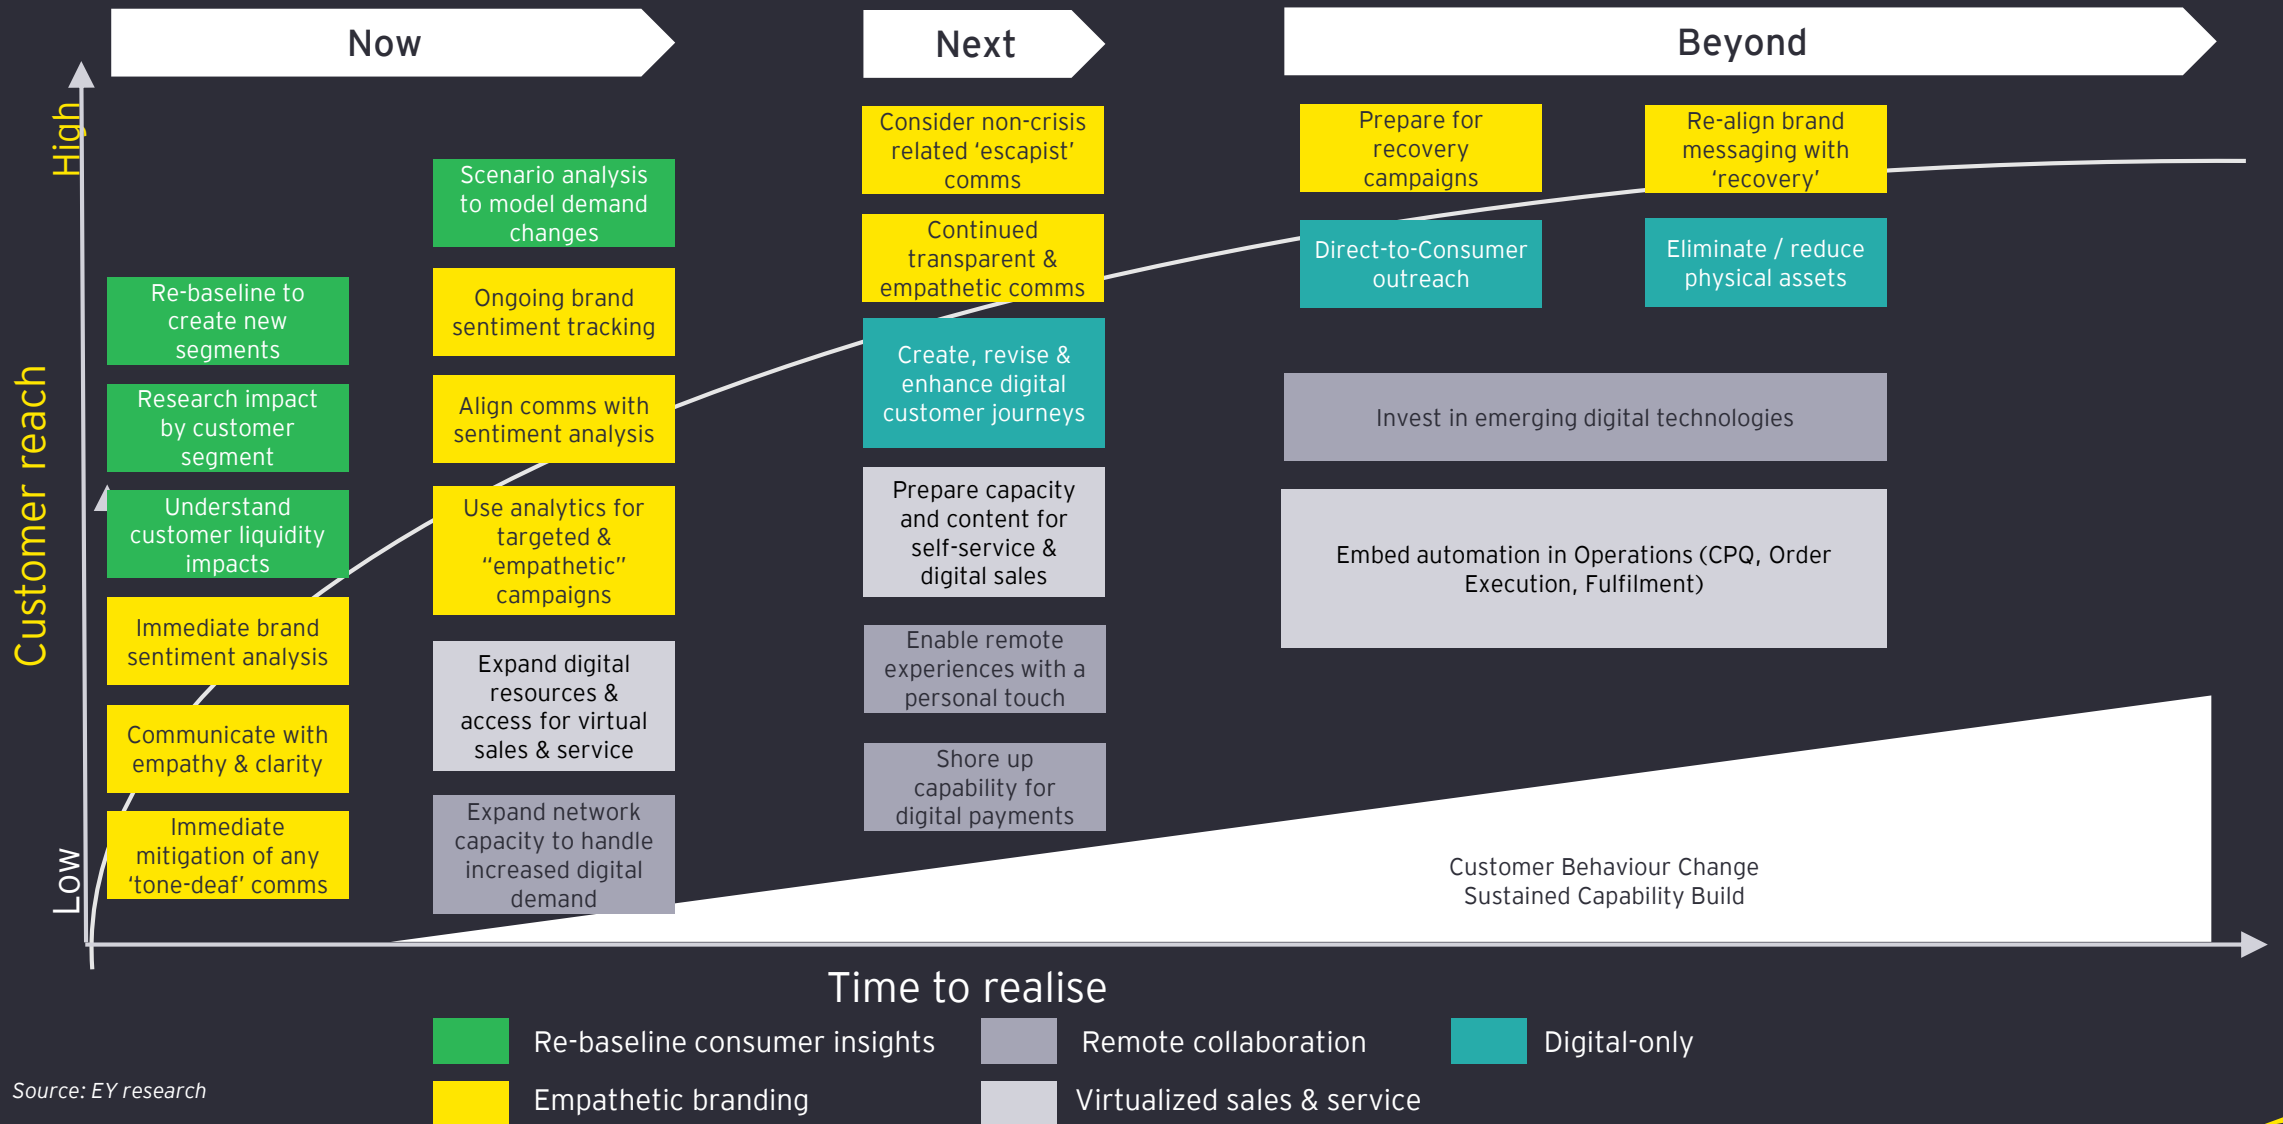 Now
Next
Beyond
High
Customer reach
Low
Re-baseline to
create new
segments
Research impact
by customer
segment
Understand
customer liquidity
impacts
Immediate brand
sentiment analysis
Communicate with
empathy & clarity
Immediate
mitigation of any
‘tone-deaf’ comms
Scenario analysis
to model demand
changes
Ongoing brand
sentiment tracking
Align comms with
sentiment analysis
Use analytics for
targeted &
“empathetic”
campaigns
Expand digital
resources &
access for virtual
sales & service
Expand network
capacity to handle
increased digital
demand
Consider non-crisis
related ‘escapist’
comms
Continued
transparent &
empathetic comms
Create, revise &
enhance digital
customer journeys
Prepare capacity
and content for
self-service &
digital sales
Enable remote
experiences with a
personal touch
Shore up
capability for
digital payments
Prepare for
recovery
campaigns
Direct-to-Consumer
outreach
Re-align brand
messaging with
‘recovery’
Eliminate / reduce
physical assets
Invest in emerging digital technologies
Embed automation in Operations (CPQ, Order
Execution, Fulfilment)
Customer Behaviour Change
Sustained Capability Build
Time to realise
Re-baseline consumer insights
Remote collaboration
Digital-only
Empathetic branding
Virtualized sales & service
Source: EY research